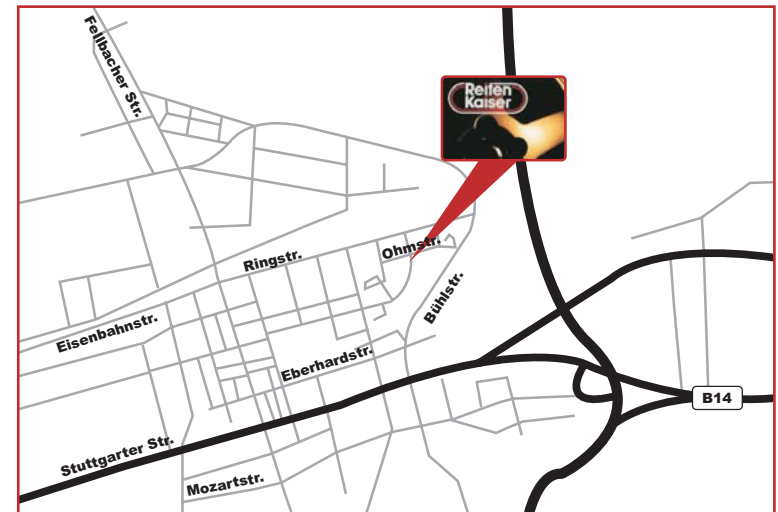 Fellbacher Str.
Reifen
Kaiser
Ohmstr.
Ringstr.
Bühlstr.
Eisenbahnstr.
Eberhardstr.
B14
Stuttgarter Str.
Mozartstr.